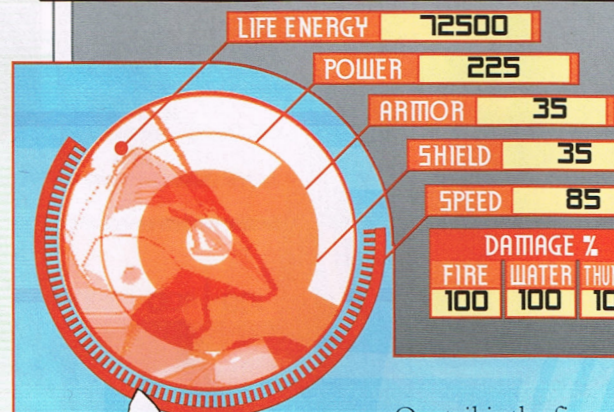 LIFE ENERGY 72500
POWER 225
ARMOR 35
SHIELD 35
SPEED 85
DAMAGE %
FIRE WATER
100 100